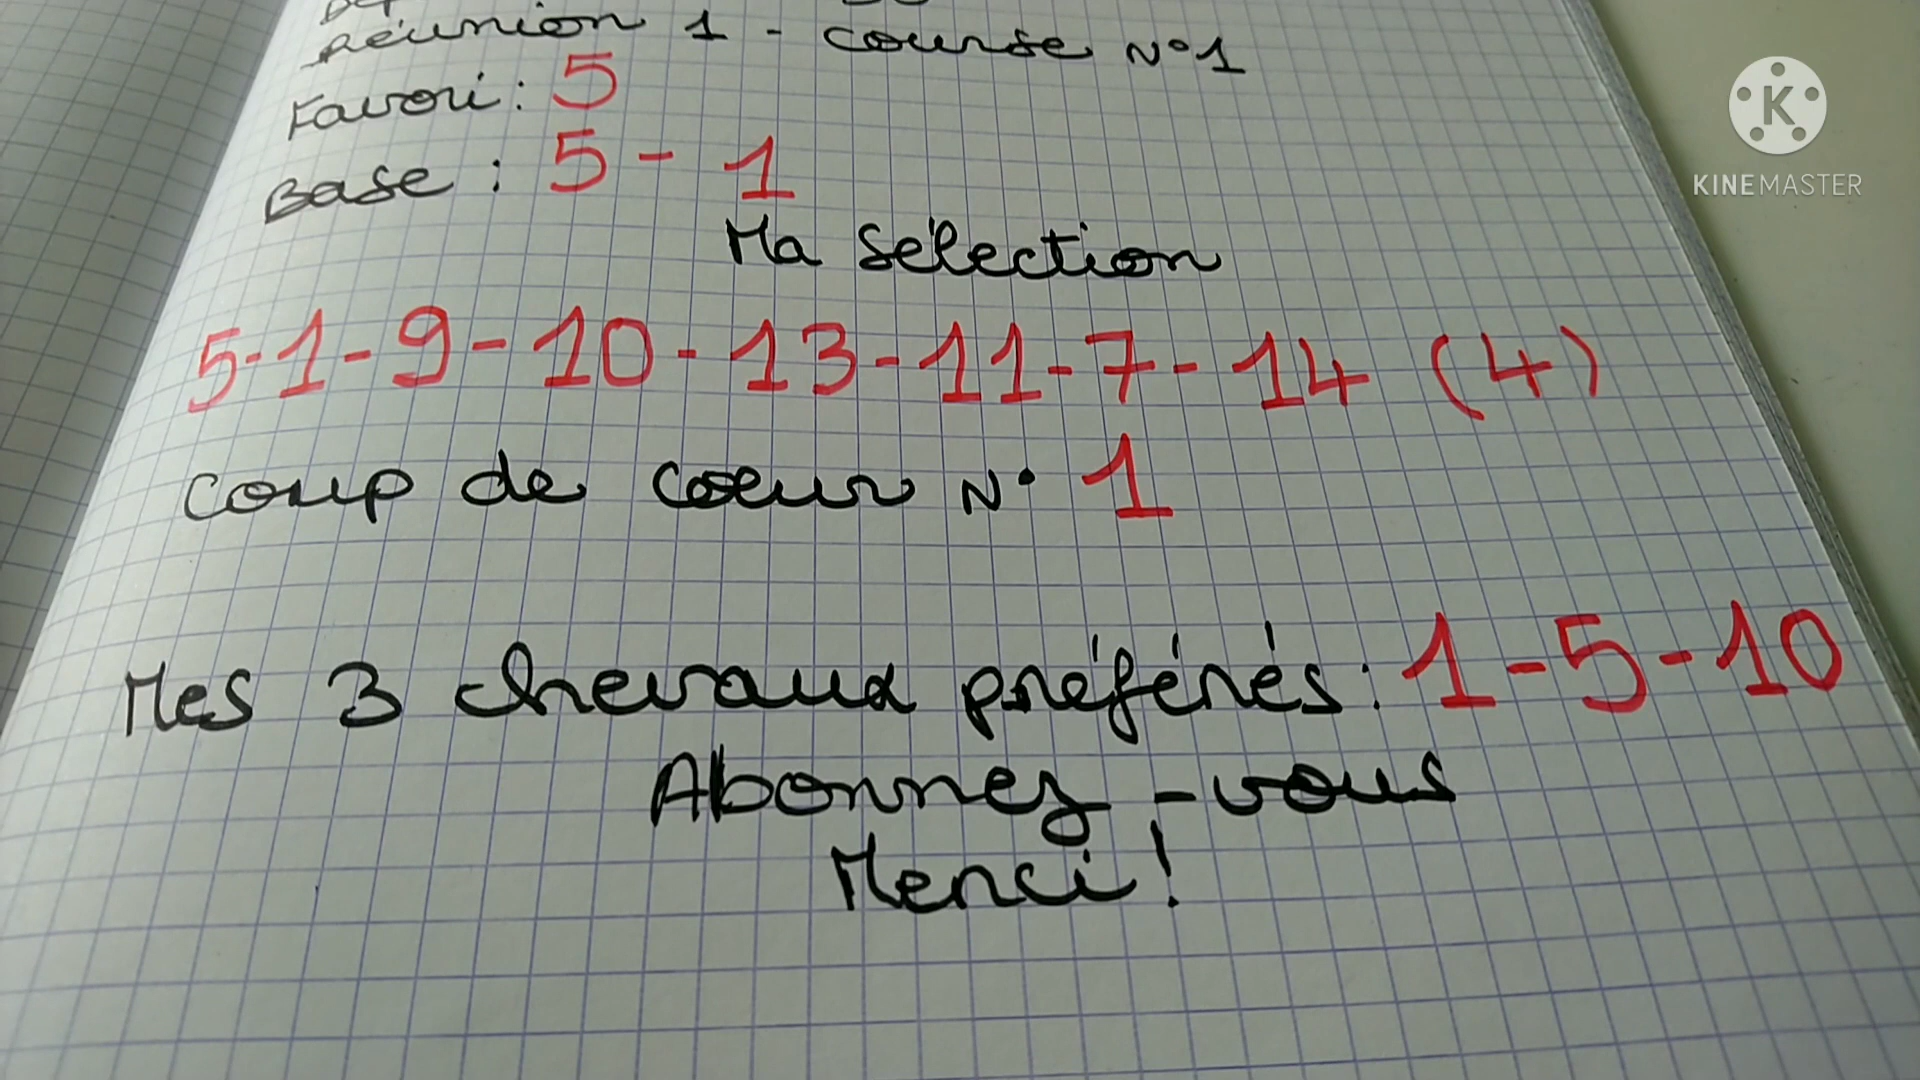 Réunion 1 - course N°1
Favori : 5
Base : 5 - 1
Ma sélection
5-1-9-10-13-11-7-14 (4)
coup de coeur N° 1
Mes 3 chevaux préférés : 1-5-10
Abonnez-vous
Merci !
K
KINEMASTER